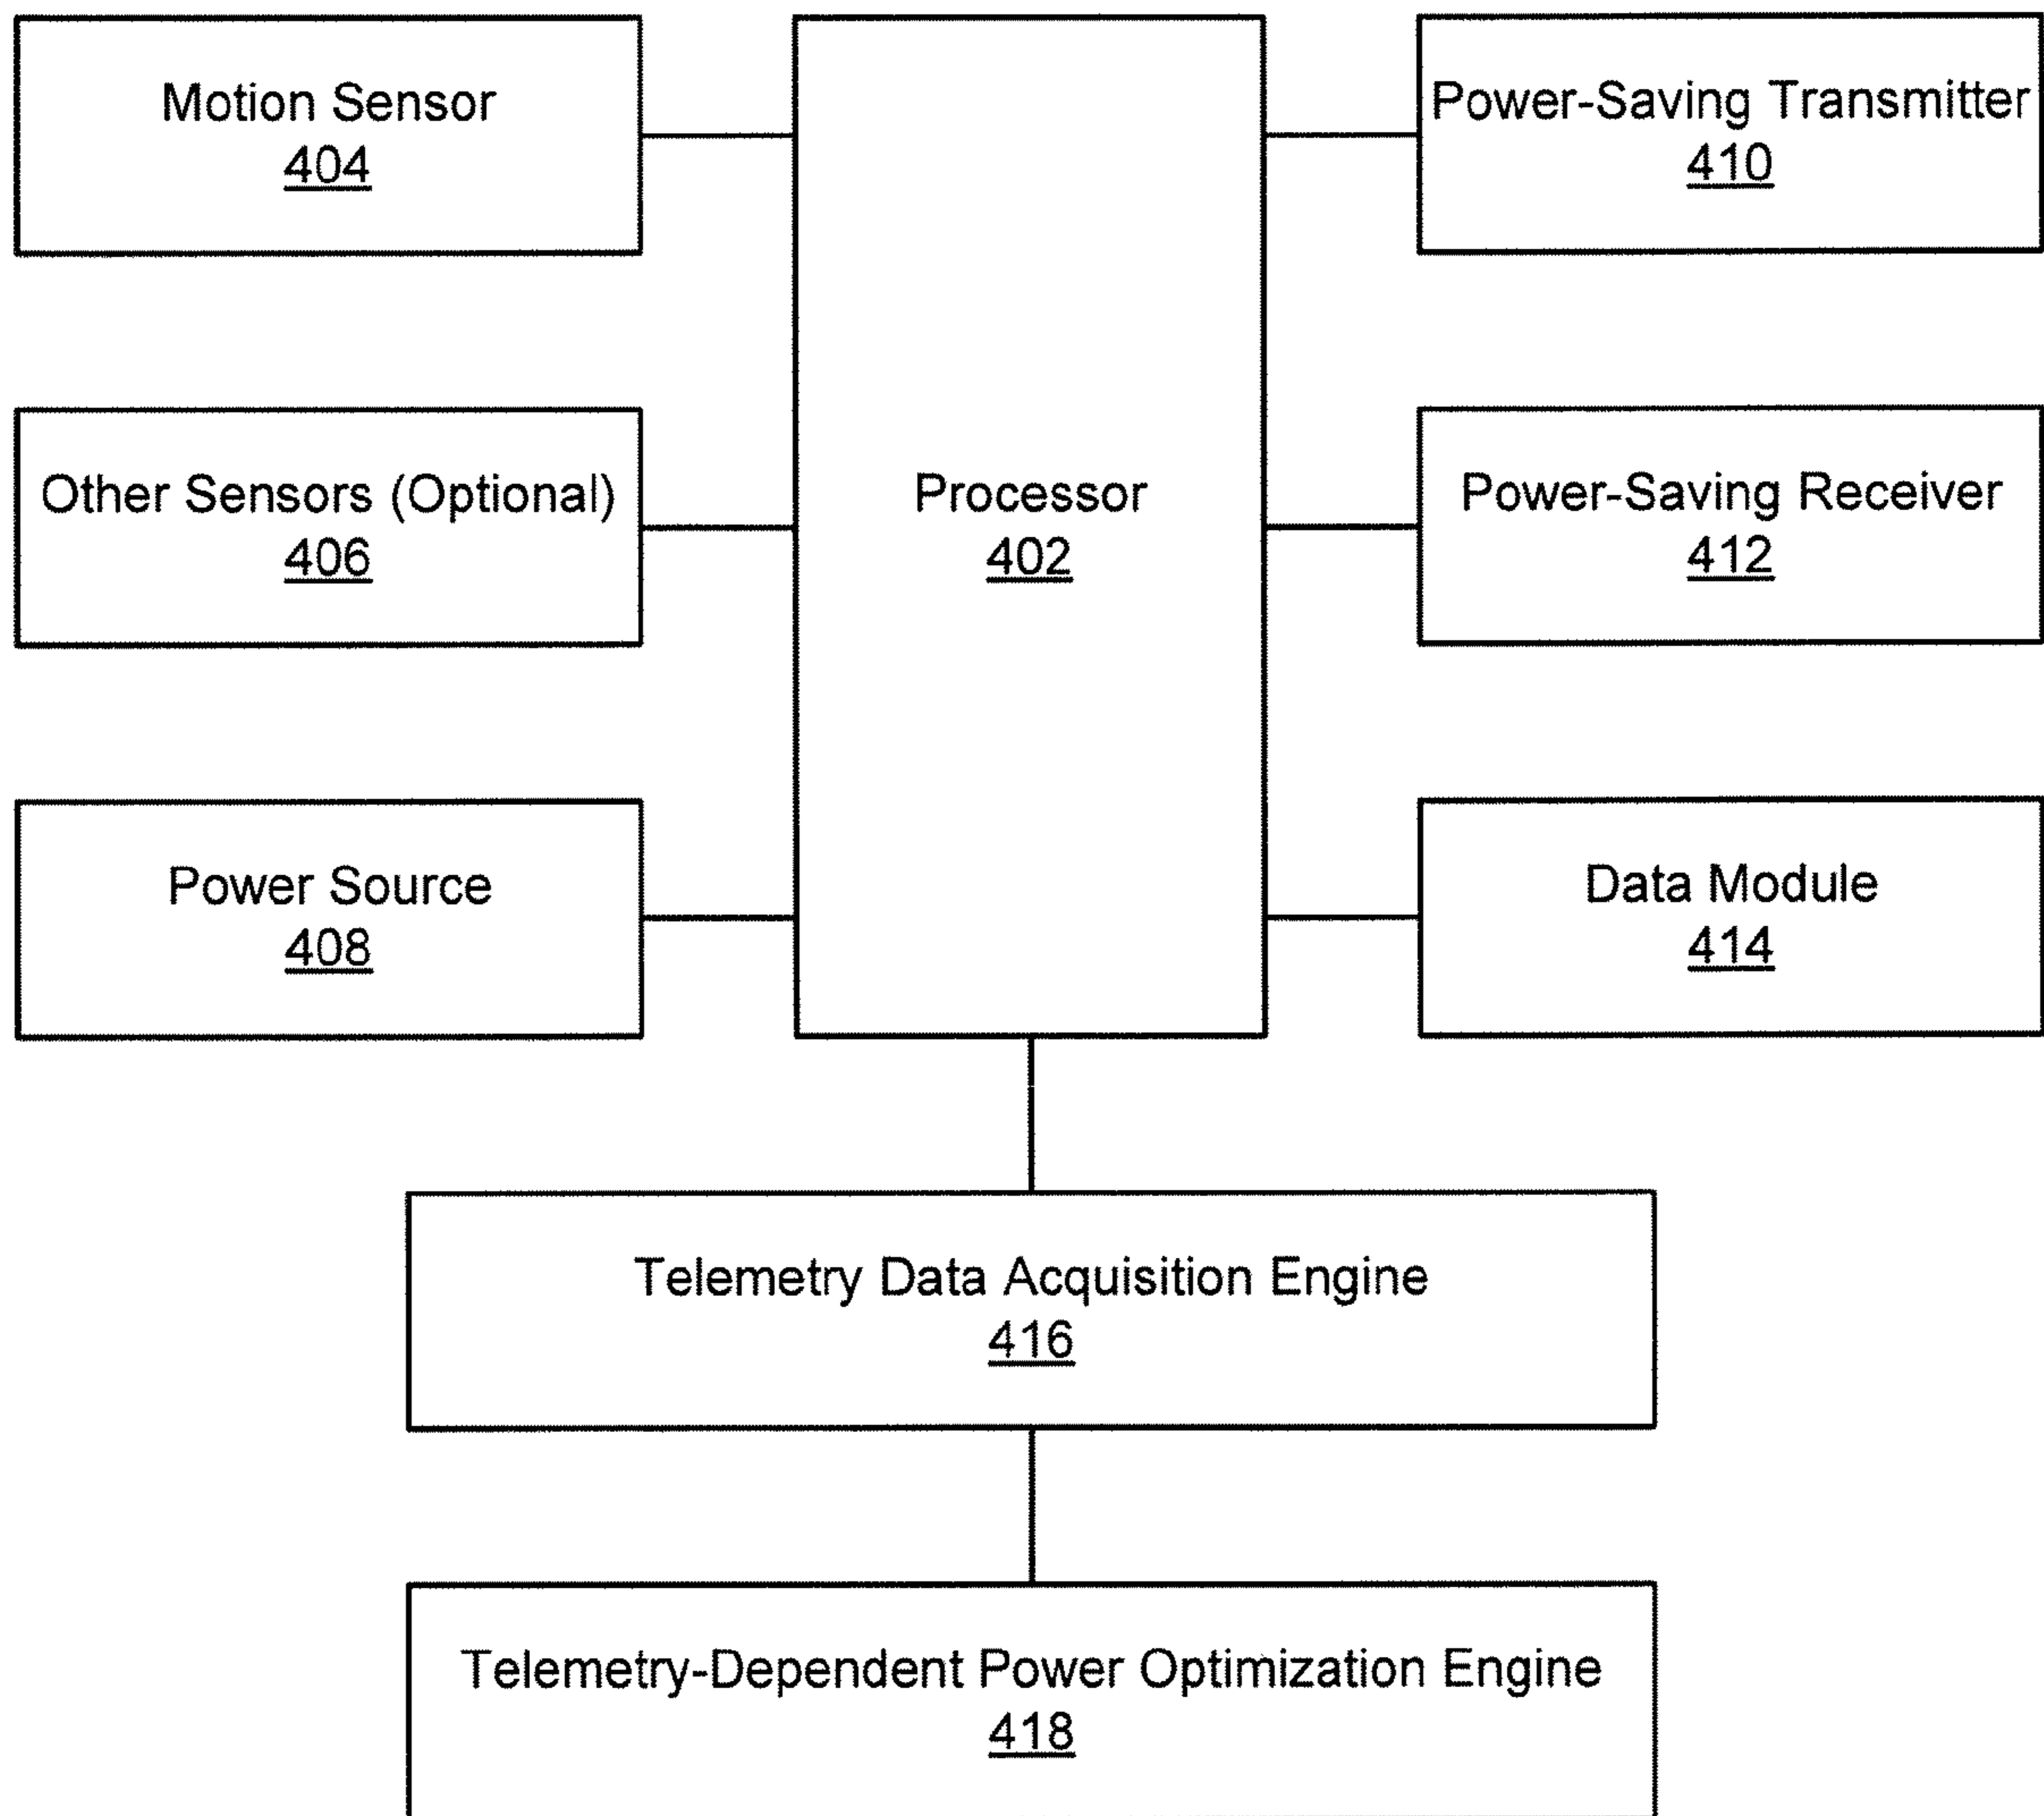 Motion Sensor
404
Other Sensors (Optional)
406
Power Source
408
Processor
402
Power-Saving Transmitter
410
Power-Saving Receiver
412
Data Module
414
Telemetry Data Acquisition Engine
416
Telemetry-Dependent Power Optimization Engine
418